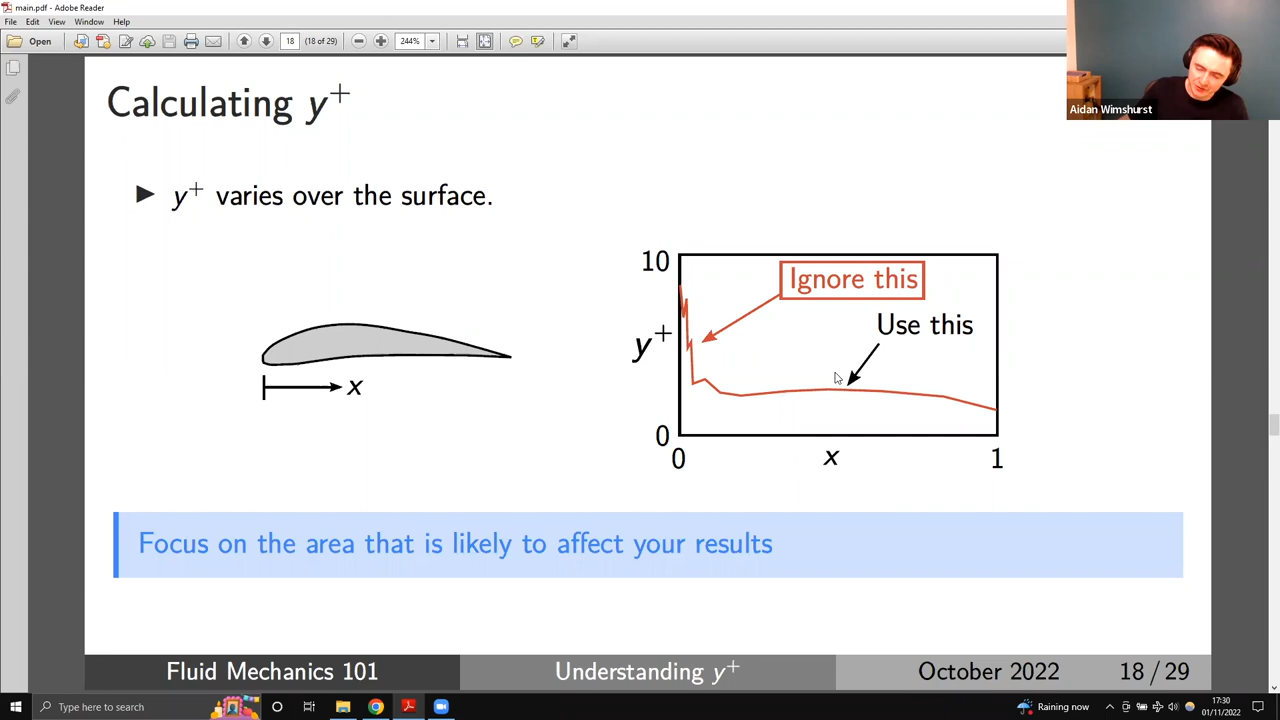 main.pdf - Adobe Reader
File Edit View Window Help
Open 18 (18 of 29) 244%
Aidan Wimshurst
Calculating y⁺
▶ y⁺ varies over the surface.
10
Ignore this
Use this
y⁺
x
0
0 x 1
Focus on the area that is likely to affect your results
Fluid Mechanics 101 Understanding y⁺ October 2022 18 / 29
Type here to search Raining now 17:30
01/11/2022